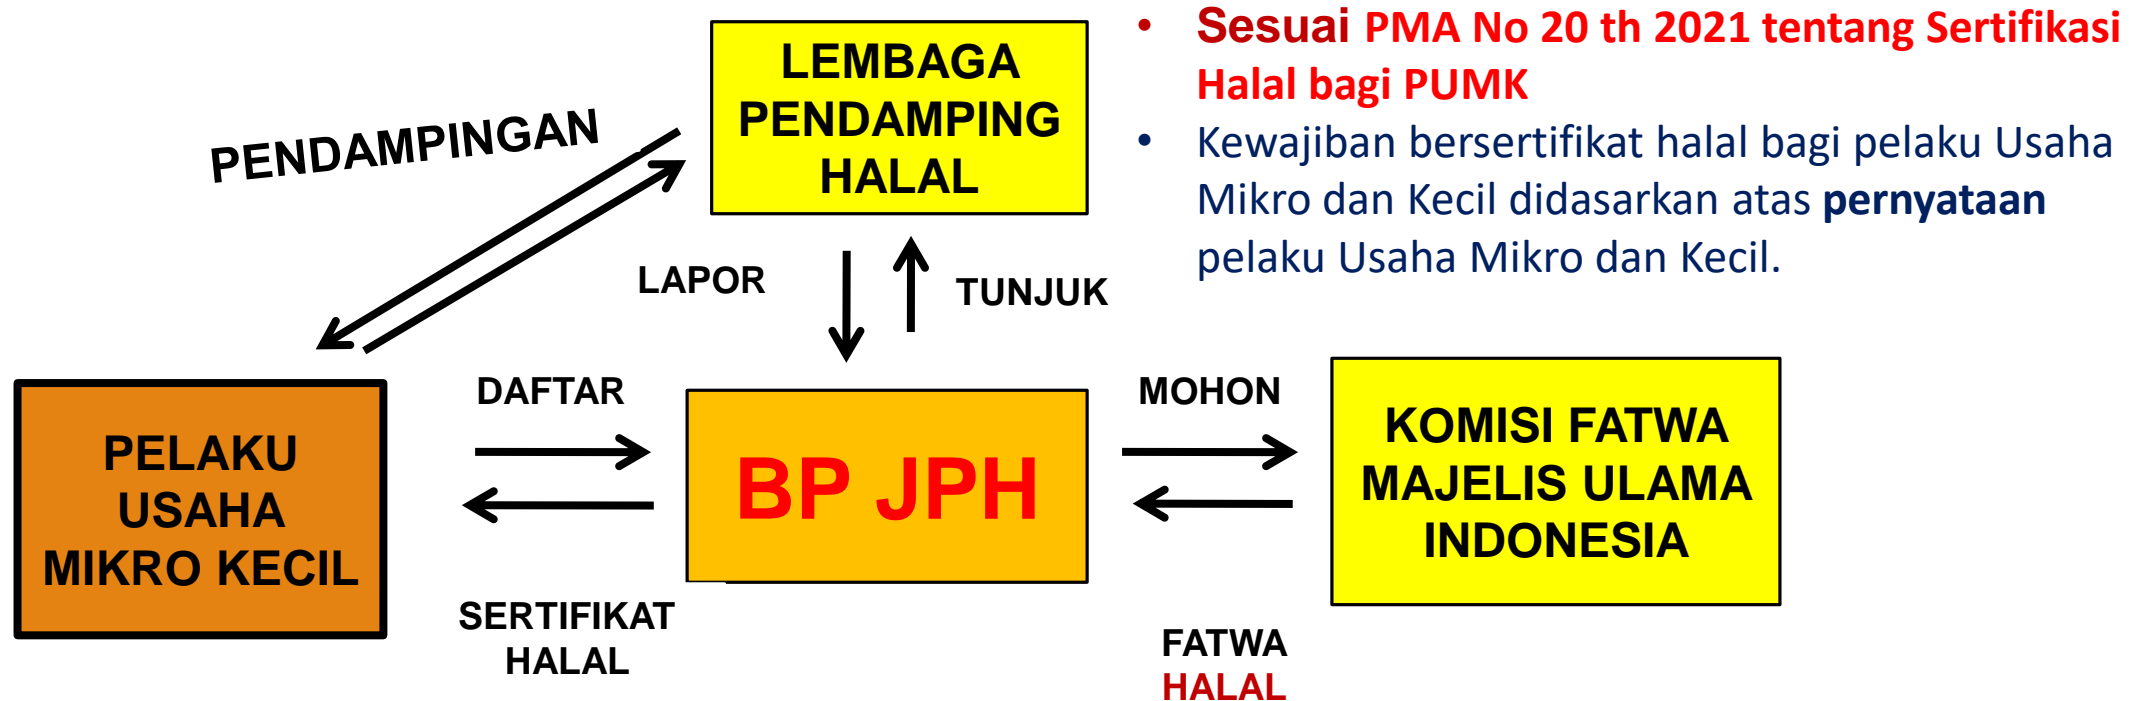 LEMBAGA
PENDAMPING
HALAL
• Sesuai PMA No 20 th 2021 tentang Sertifikasi
Halal bagi PUMK
• Kewajiban bersertifikat halal bagi pelaku Usaha
Mikro dan Kecil didasarkan atas pernyataan
pelaku Usaha Mikro dan Kecil.
PENDAMPINGAN
LAPOR
TUNJUK
PELAKU
USAHA
MIKRO KECIL
DAFTAR
SERTIFIKAT
HALAL
BP JPH
MOHON
FATWA
HALAL
KOMISI FATWA
MAJELIS ULAMA
INDONESIA